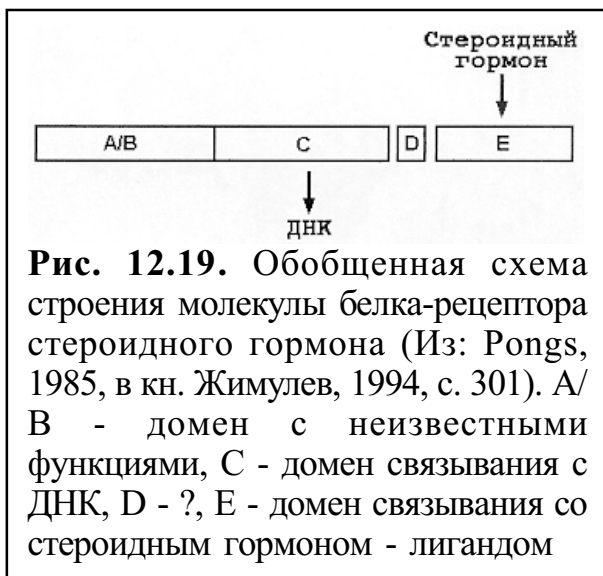 Стероидный
гормон
A/B C D E
ДНК
Рис. 12.19. Обобщенная схема
строения молекулы белка-рецептора
стероидного гормона (Из: Pongs,
1985, в кн. Жимулев, 1994, с. 301). A/
B - домен с неизвестными
функциями, C - домен связывания с
ДНК, D - ?, E - домен связывания со
стероидным гормоном - лигандом